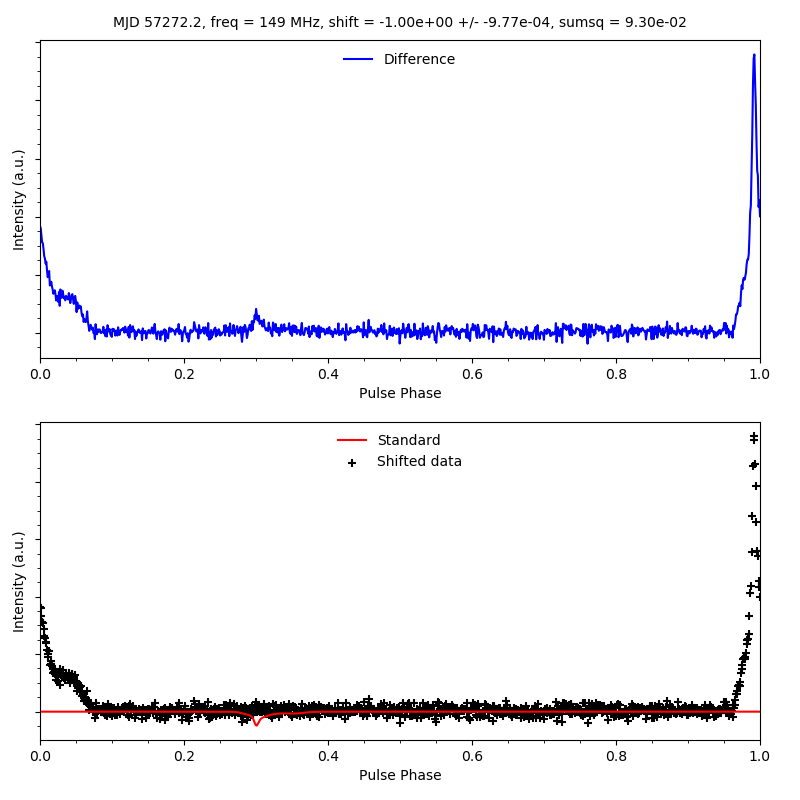 MJD 57272.2, freq = 149 MHz, shift = -1.00e+00 +/- -9.77e-04, sumsq = 9.30e-02
Difference
Intensity (a.u.)
0.0 0.2 0.4 0.6 0.8 1.0
Pulse Phase
Standard
Shifted data
Intensity (a.u.)
0.0 0.2 0.4 0.6 0.8 1.0
Pulse Phase